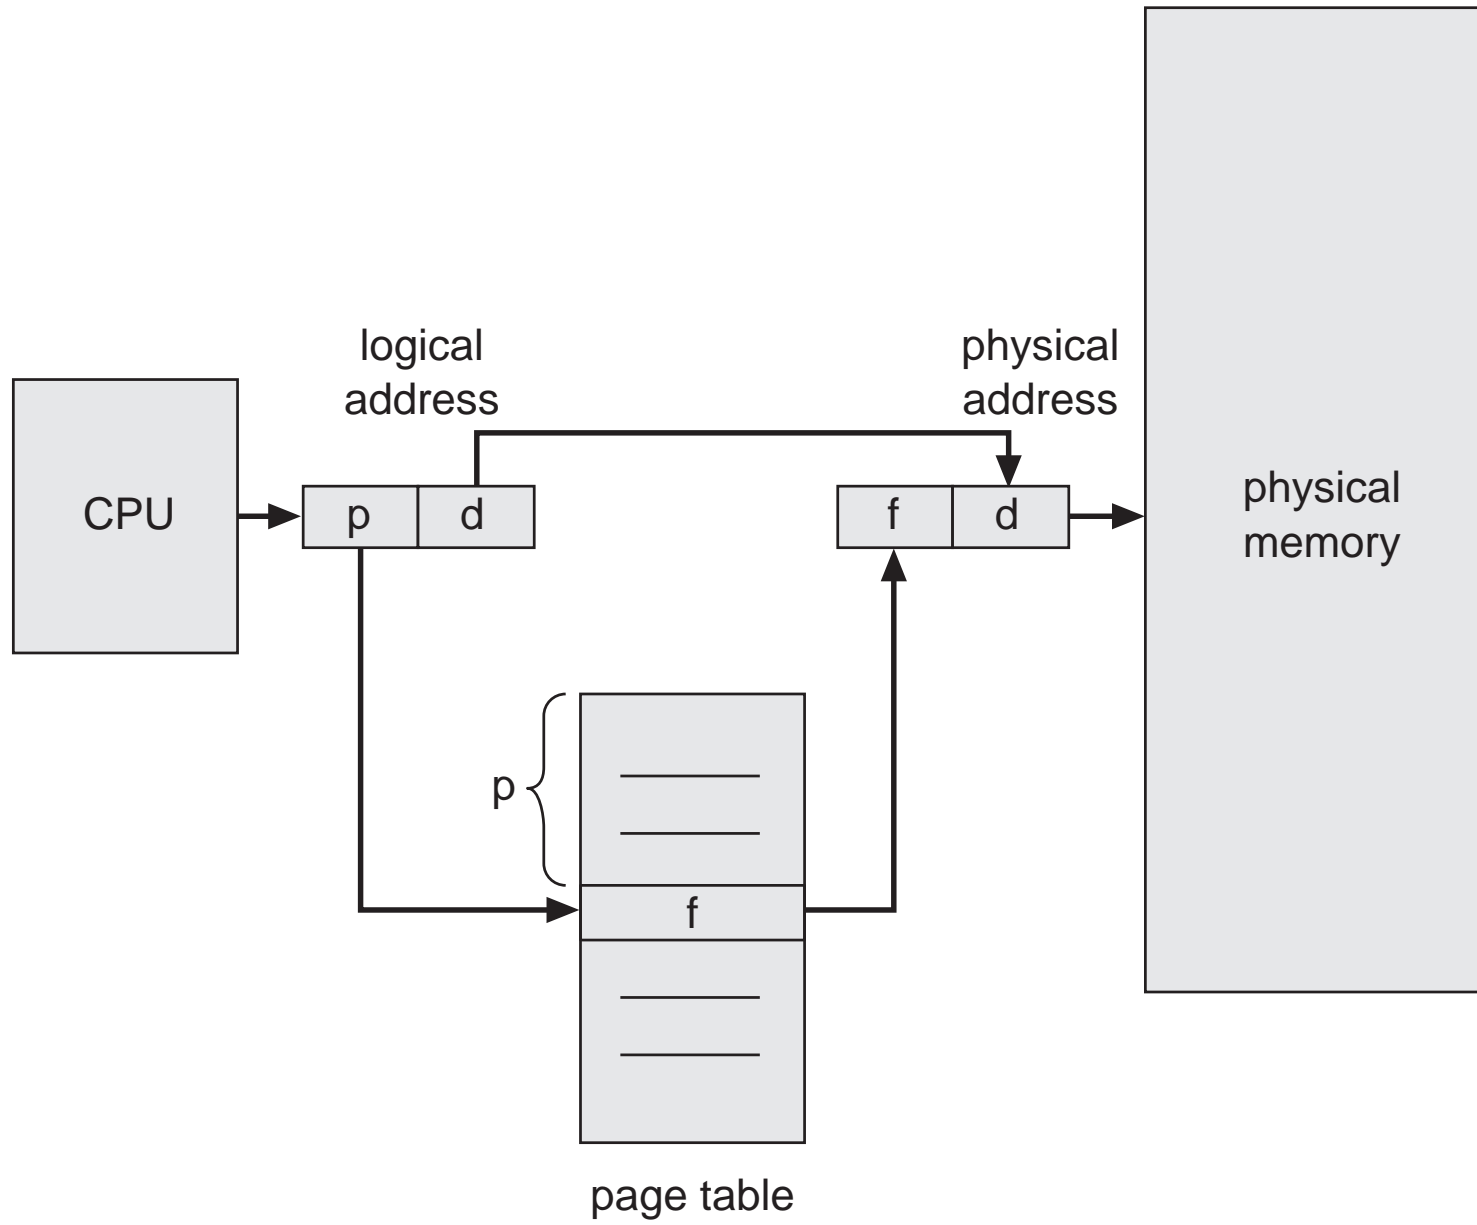 logical
address
physical
address
CPU
p
d
f
d
physical
memory
p
f
page table